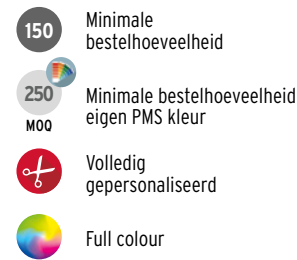 150
Minimale
bestelhoeveelheid
250
MOQ
Minimale bestelhoeveelheid
eigen PMS kleur
Volledig
gepersonaliseerd
Full colour